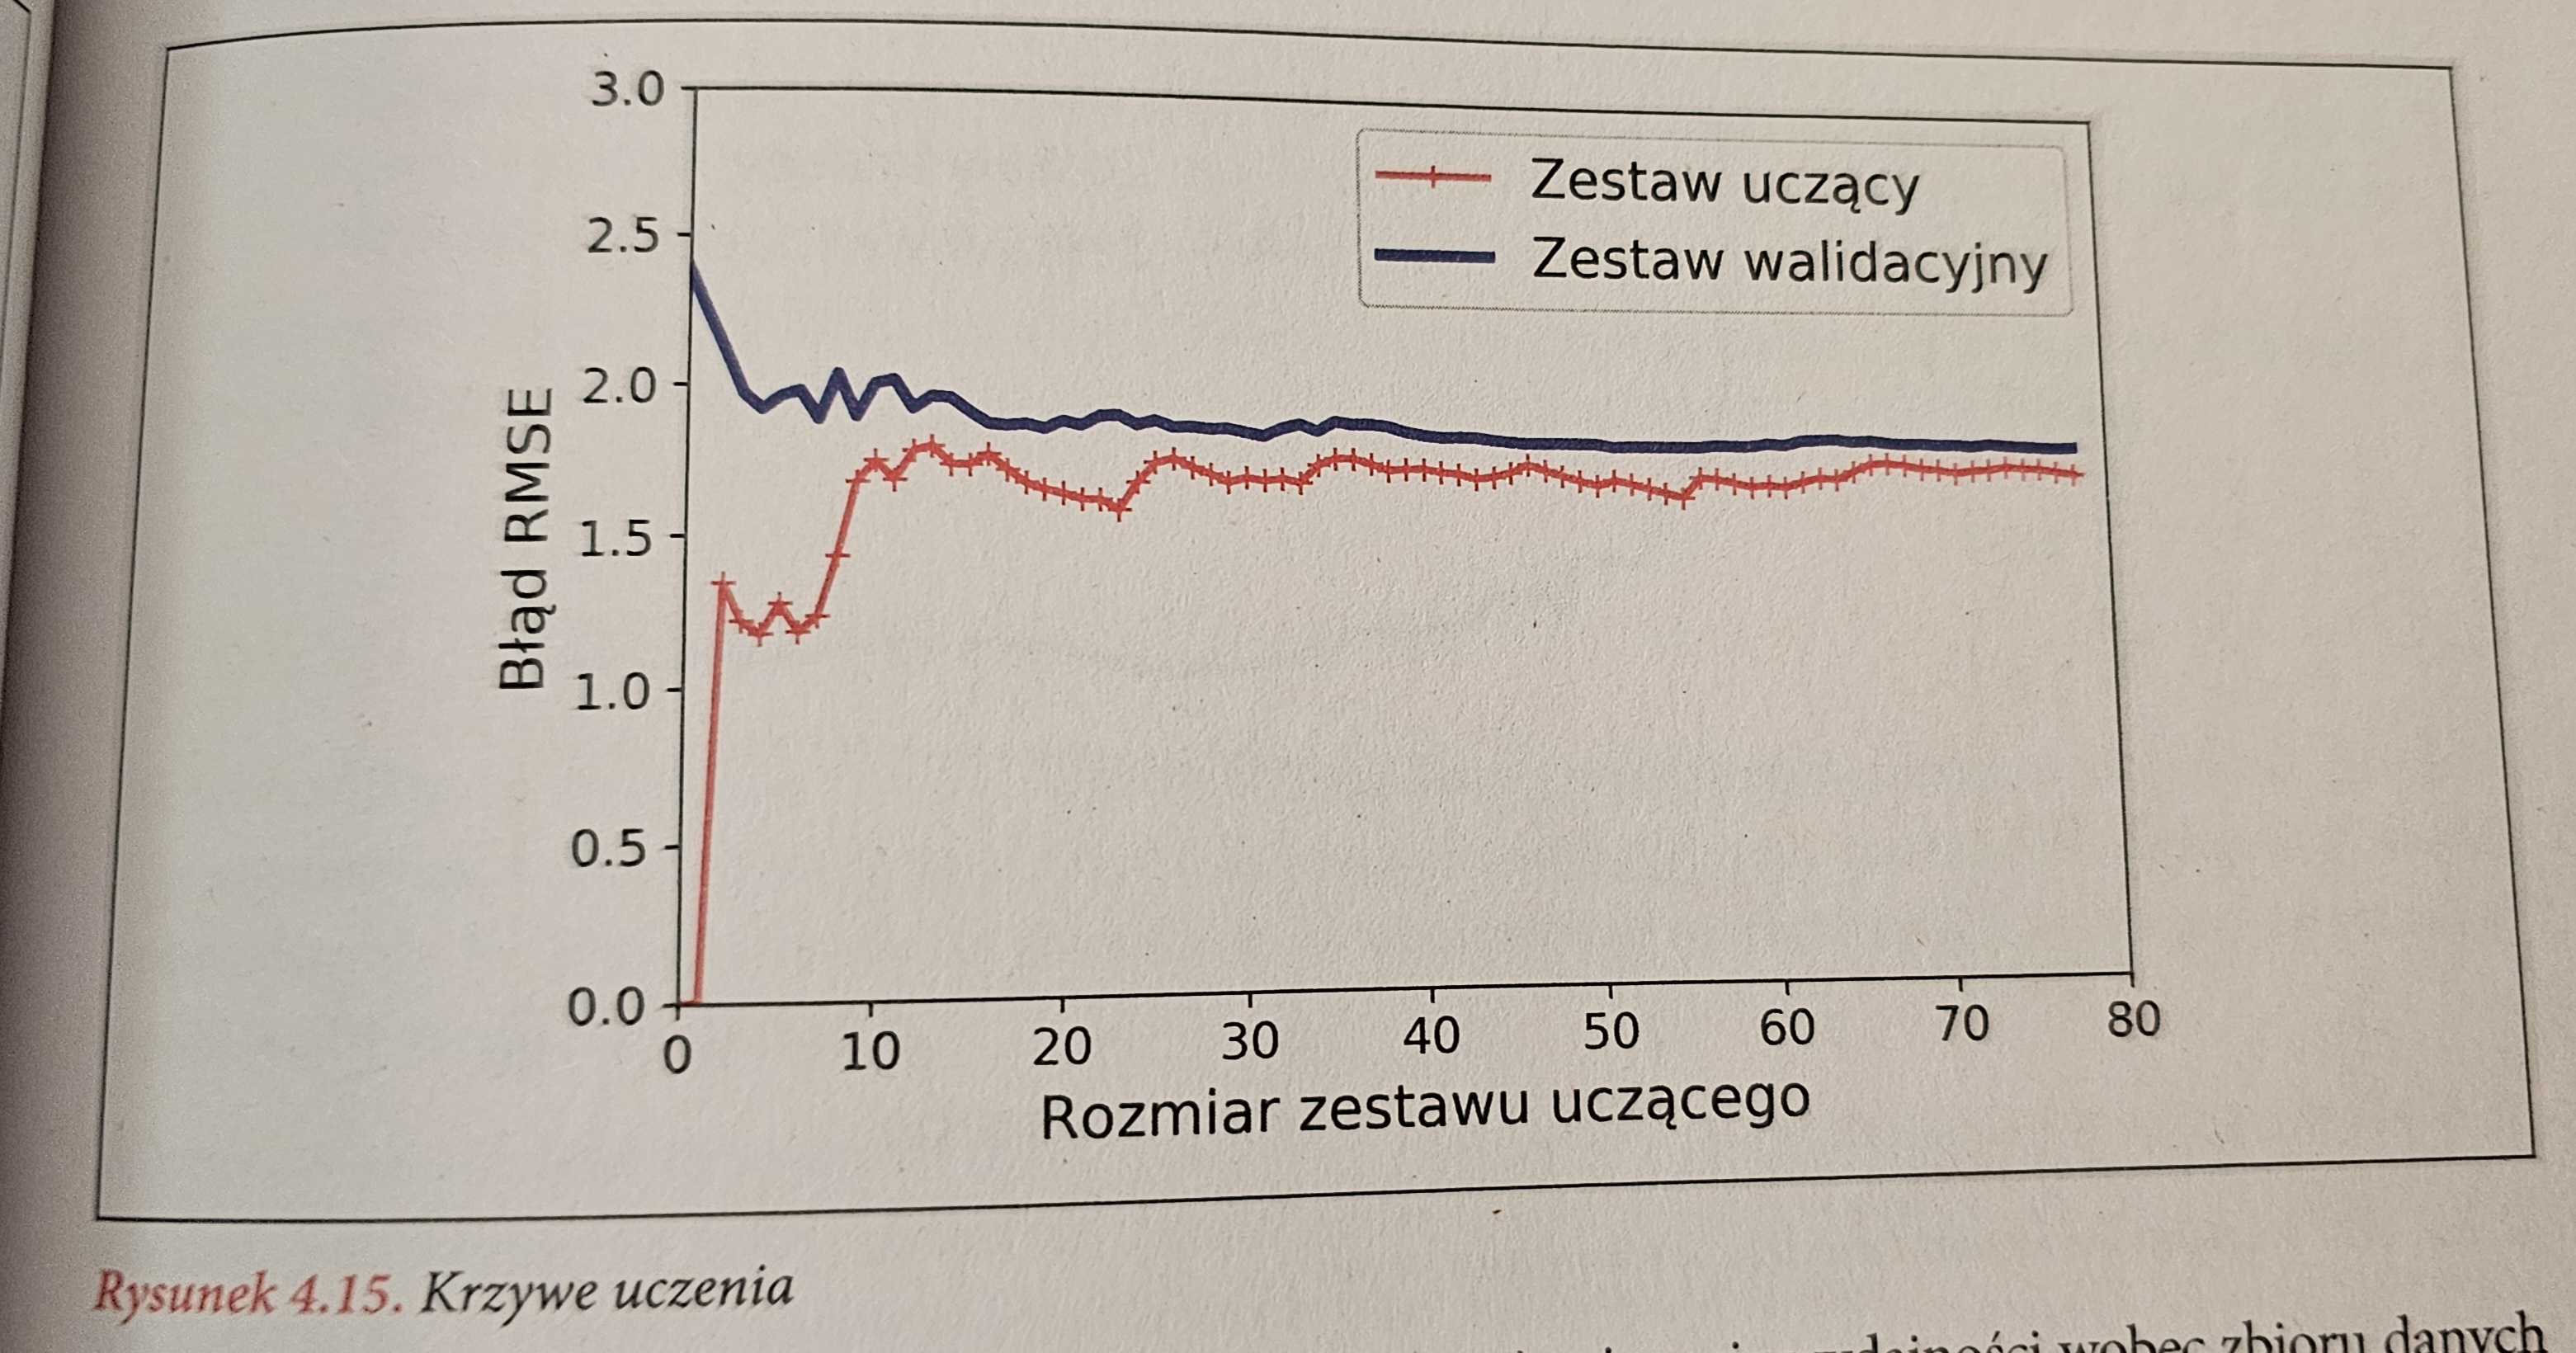 3.0
2.5
2.0
1.5
1.0
0.5
0.0
Błąd RMSE
Zestaw uczący
Zestaw walidacyjny
0 10 20 30 40 50 60 70 80
Rozmiar zestawu uczącego
Rysunek 4.15. Krzywe uczenia
wobec zbioru danych